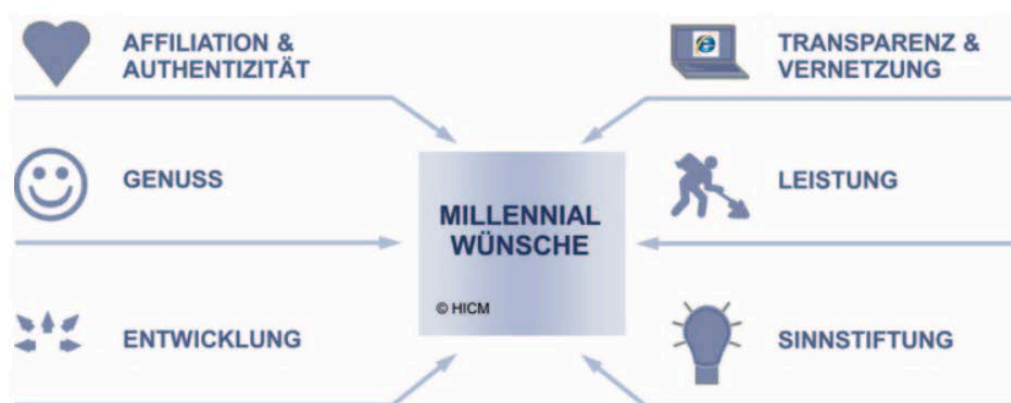 AFFILIATION &
AUTHENTIZITÄT
TRANSPARENZ &
VERNETZUNG
GENUSS
LEISTUNG
MILLENNIAL
WÜNSCHE
© HICM
ENTWICKLUNG
SINNSTIFTUNG